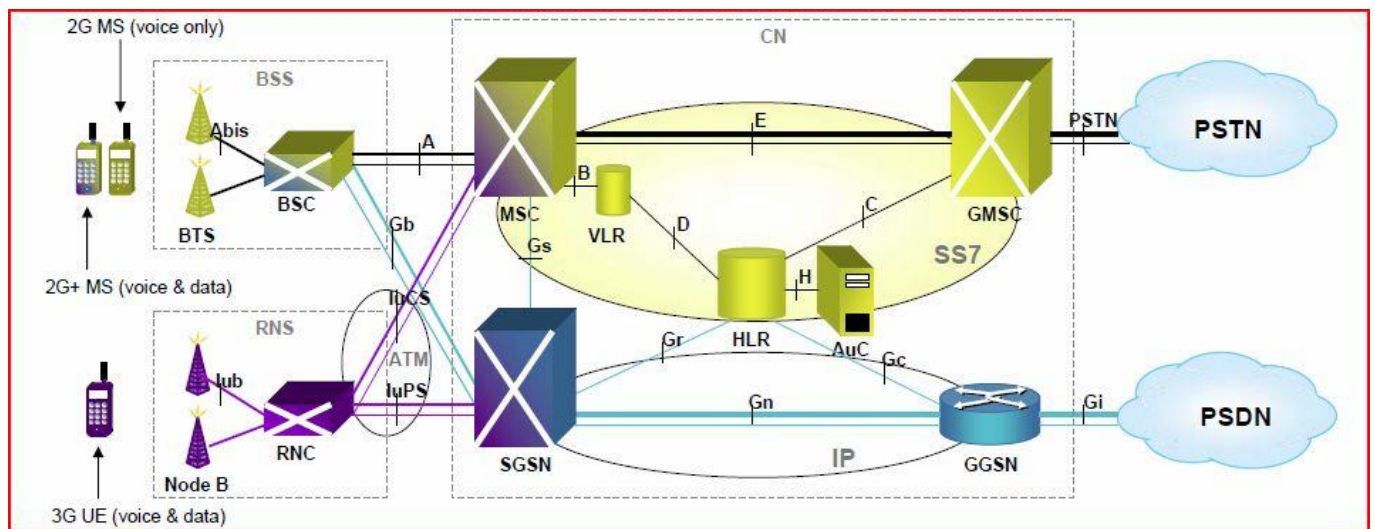 2G MS (voice only)
CN
BSS
Abis
A
E
PSTN
PSTN
BTS
BSC
MSC
B
VLR
C
GMSC
Gb
Gs
D
SS7
H
2G+ MS (voice & data)
IuCS
HLR
AuC
RNS
ATM
Gr
Gc
Iub
IuPS
Gn
Gi
PSDN
RNC
SGSN
IP
GGSN
Node B
3G UE (voice & data)